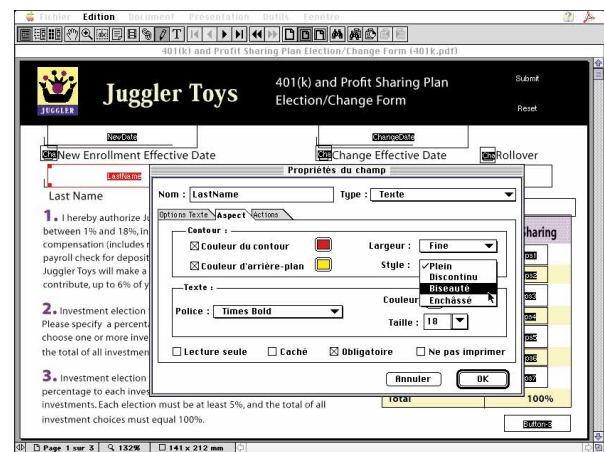 Fichier Edition Document Présentation Outils Fenêtre
401(k) and Profit Sharing Plan Election/Change Form (401k.pdf)
JUGGLER
Juggler Toys
401(k) and Profit Sharing Plan
Election/Change Form
Submit
Reset
NewDate
ChangeDate
Cha New Enrollment Effective Date
Cha Change Effective Date
Rollover
LastName
Last Name
Propriétés du champ
Nom : LastName
Type : Texte
Options Texte Aspect Actions
Contour :
Couleur du contour
Largeur : Fine
Couleur d'arrière-plan
Style :
Plein
Discontinu
Biseauté
Enchâssé
Texte :
Couleur
Police : Times Bold
Taille : 18
Lecture seule Caché Obligatoire Ne pas imprimer
Annuler OK
1. I hereby authorize Ju
between 1% and 18%, in
compensation (includes r
payroll check for deposit
Juggler Toys will make a
contribute, up to 6% of y
2. Investment election
Please specify a percenta
choose one or more inve
the total of all investmen
3. Investment election
percentage to each inves
investments. Each election must be at least 5%, and the total of all
investment choices must equal 100%.
haring
Total 100%
Button-3
Page 1 sur 3 132% 141 x 212 mm